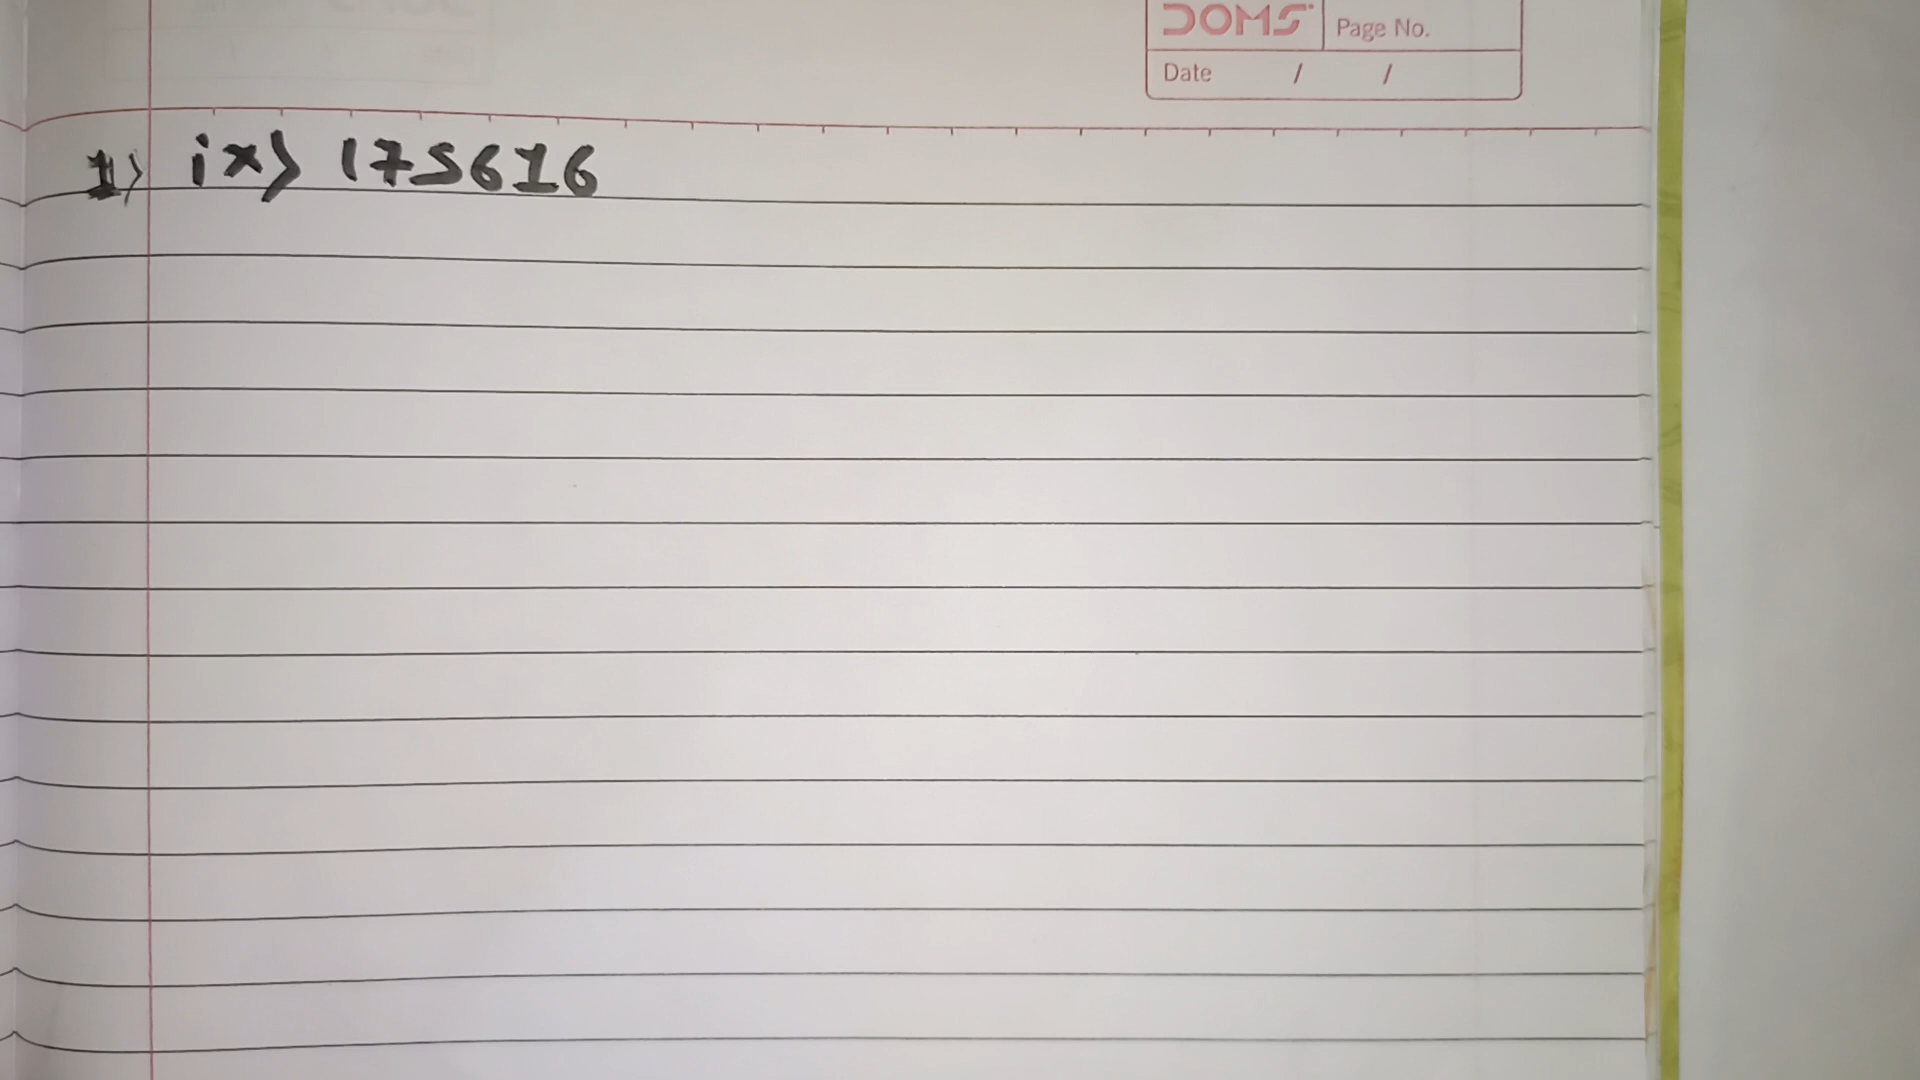 DOMS Page No.
Date / /
1) ix) 175616